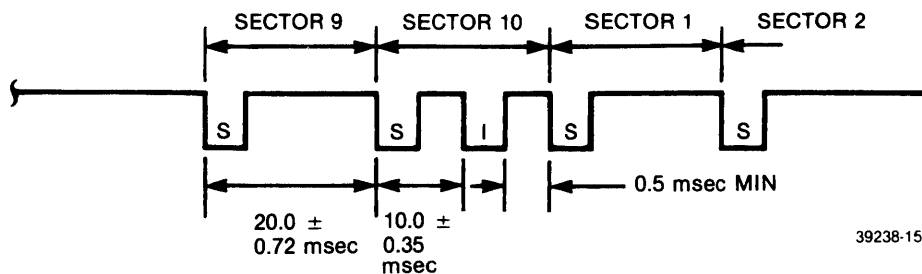 SECTOR 9 SECTOR 10 SECTOR 1 SECTOR 2
S S I S S
0.5 msec MIN
20.0 ±
0.72 msec
10.0 ±
0.35
msec
39238-15